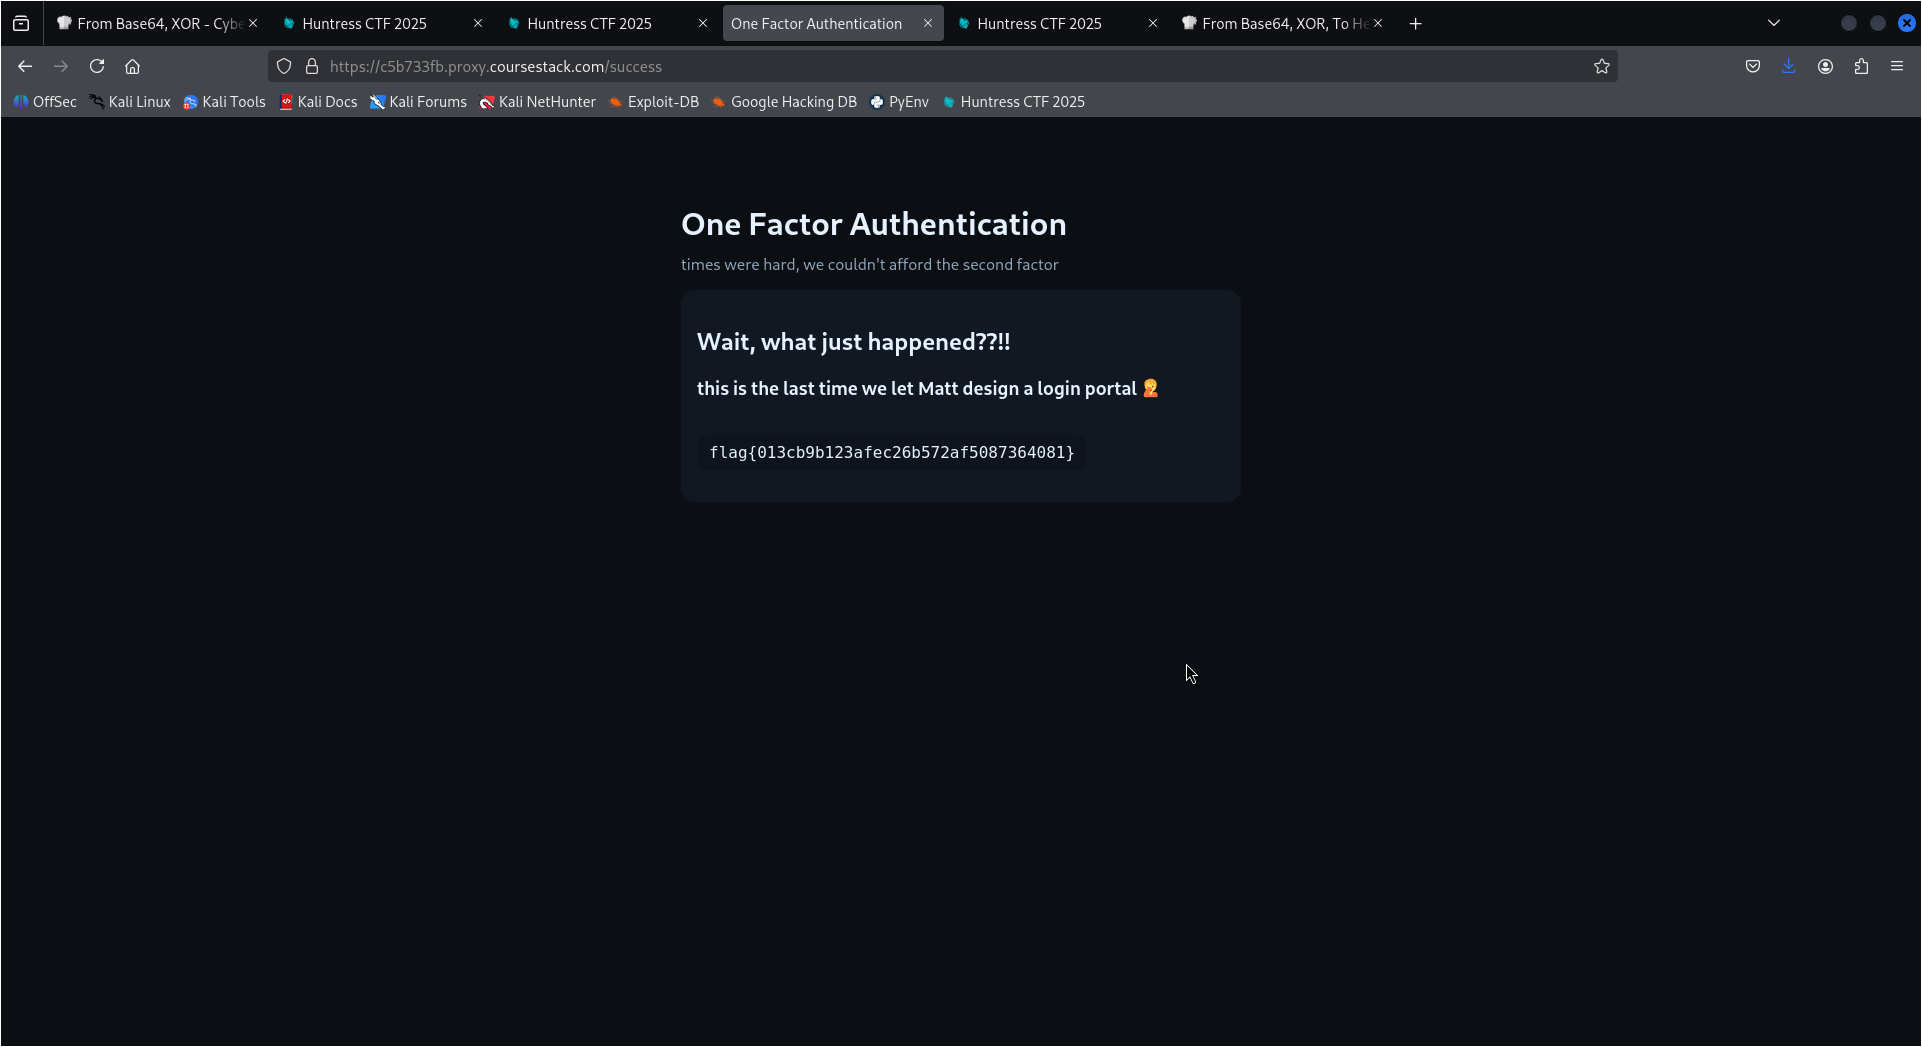 From Base64, XOR - Cybe
Huntress CTF 2025
Huntress CTF 2025
One Factor Authentication
Huntress CTF 2025
From Base64, XOR, To He
https://c5b733fb.proxy.coursestack.com/success
OffSec
Kali Linux
Kali Tools
Kali Docs
Kali Forums
Kali NetHunter
Exploit-DB
Google Hacking DB
PyEnv
Huntress CTF 2025
One Factor Authentication
times were hard, we couldn't afford the second factor
Wait, what just happened??!!
this is the last time we let Matt design a login portal 🤦
flag{013cb9b123afec26b572af5087364081}